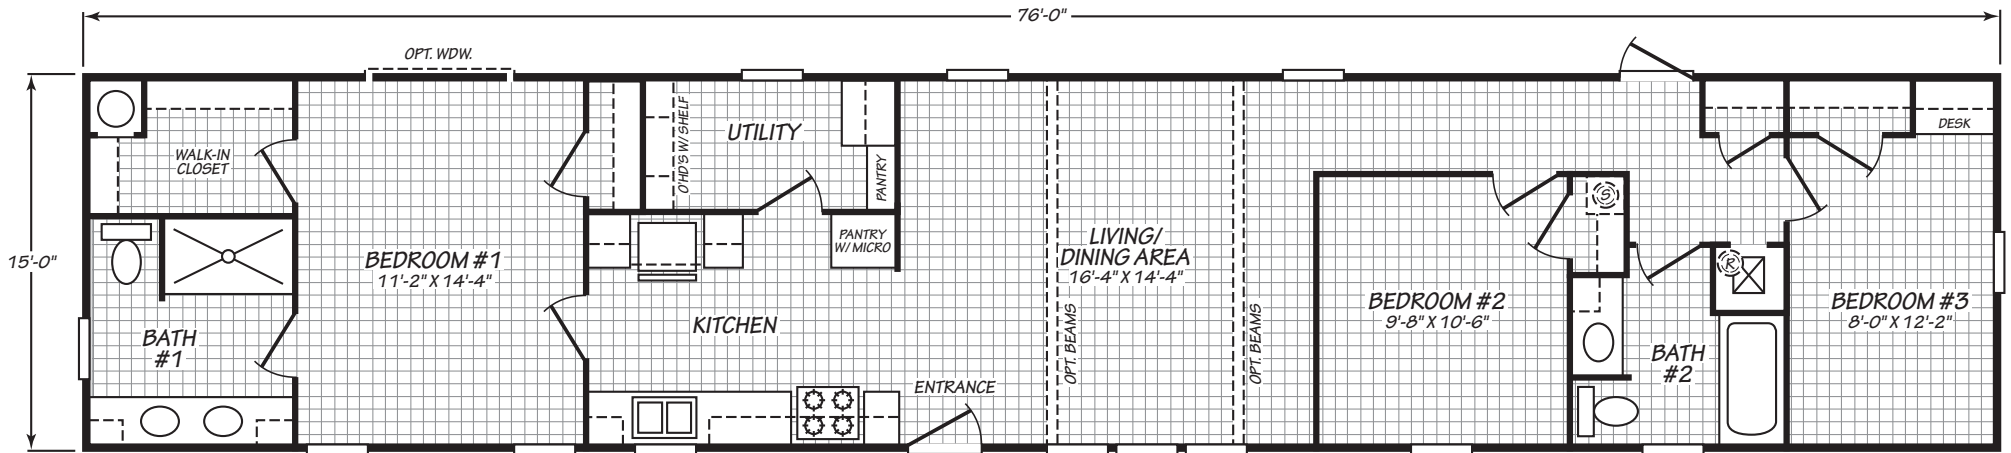 76'-0"
OPT. WDW.
15'-0"
WALK-IN
CLOSET
O'HD'S W/ SHELF
UTILITY
PANTRY
DESK
S
BEDROOM #1
11'-2" X 14'-4"
PANTRY
W/ MICRO
LIVING/
DINING AREA
16'-4" X 14'-4"
R
BATH
#1
KITCHEN
OPT. BEAMS
OPT. BEAMS
BEDROOM #2
9'-8" X 10'-6"
BEDROOM #3
8'-0" X 12'-2"
BATH
#2
ENTRANCE